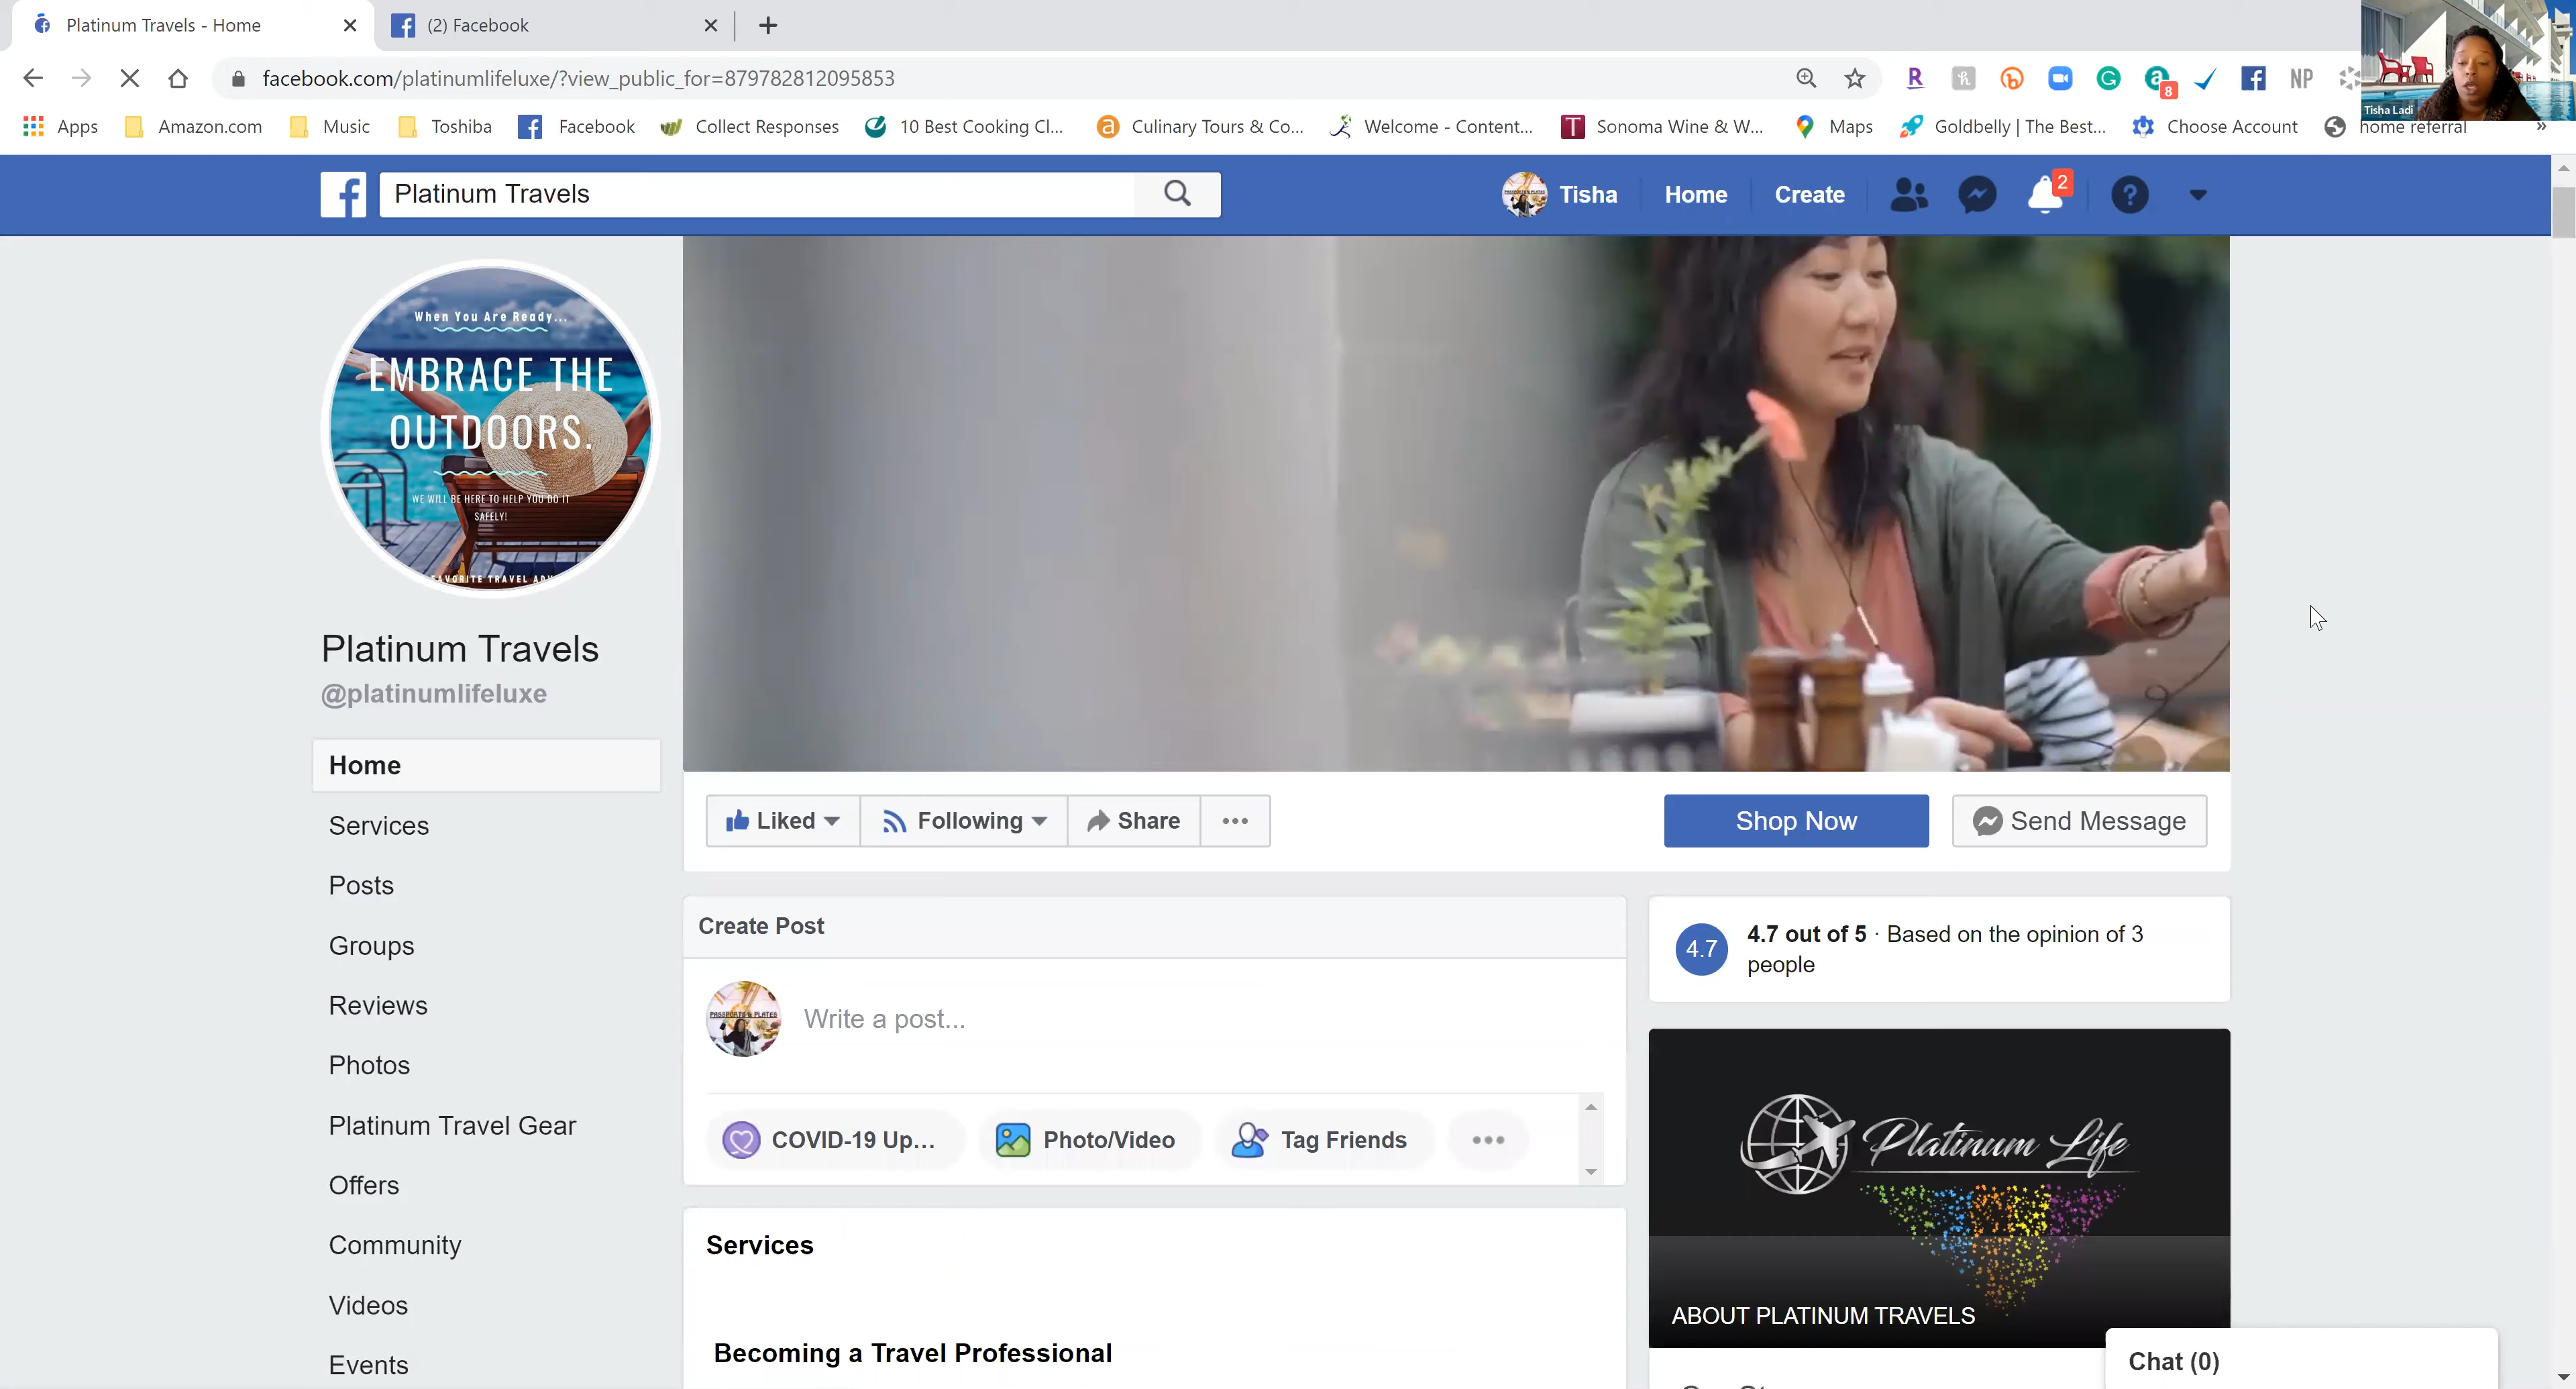 Platinum Travels - Home
(2) Facebook
facebook.com/platinumlifeluxe/?view_public_for=879782812095853
8
NP
Tisha Ladi
Apps
Amazon.com
Music
Toshiba
Facebook
Collect Responses
10 Best Cooking Cl...
Culinary Tours & Co...
Welcome - Content...
Sonoma Wine & W...
Maps
Goldbelly | The Best...
Choose Account
home referral
»
Platinum Travels
Tisha
Home
Create
2
When You Are Ready...
EMBRACE THE
OUTDOORS.
WE WILL BE HERE TO HELP YOU DO IT
SAFELY!
Platinum Travels
@platinumlifeluxe
Home
Services
Posts
Groups
Reviews
Photos
Platinum Travel Gear
Offers
Community
Videos
Events
Liked
Following
Share
Shop Now
Send Message
Create Post
PASSPORTS & PLATES
Write a post...
COVID-19 Up...
Photo/Video
Tag Friends
Services
Becoming a Travel Professional
4.7
4.7 out of 5 · Based on the opinion of 3
people
Platinum Life
ABOUT PLATINUM TRAVELS
Chat (0)